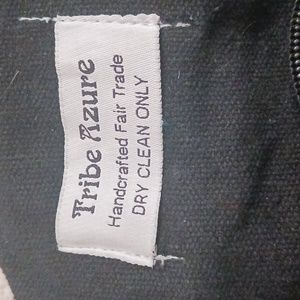 Tribe Azure
Handcrafted Fair Trade
DRY CLEAN ONLY